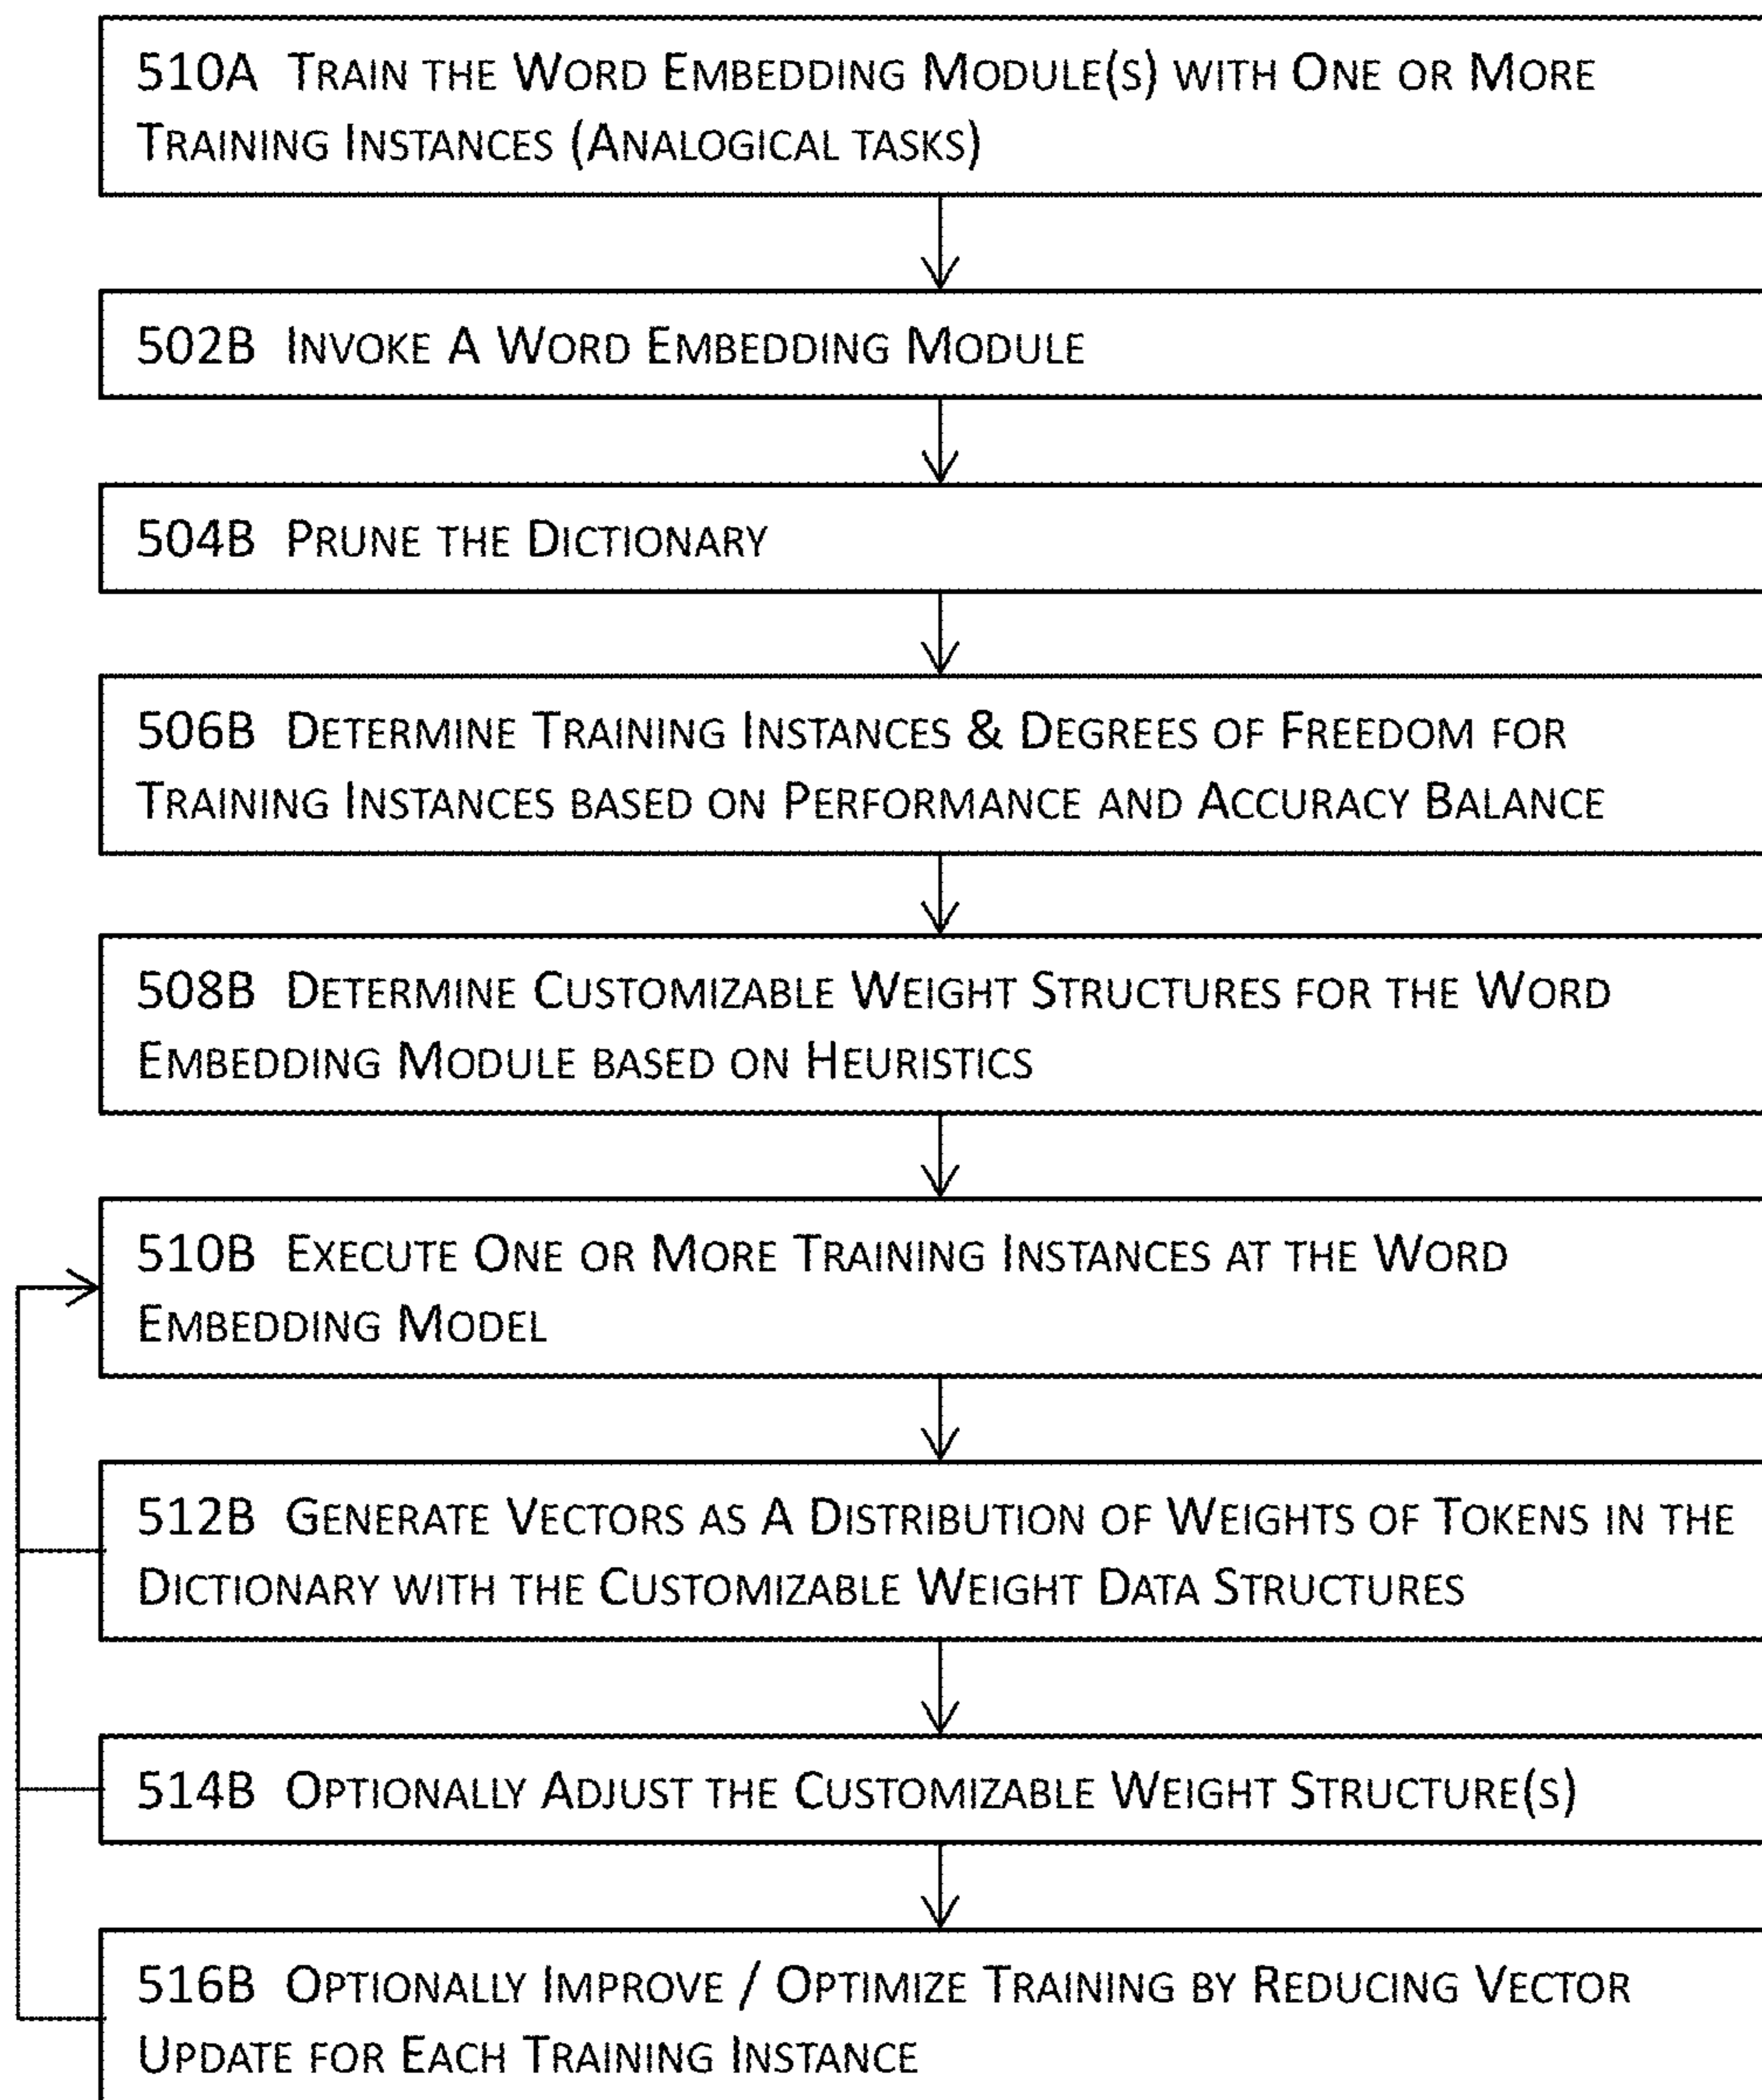 510A Train the Word Embedding Module(s) with One or More
Training Instances (Analogical tasks)
502B Invoke A Word Embedding Module
504B Prune the Dictionary
506B Determine Training Instances & Degrees of Freedom for
Training Instances based on Performance and Accuracy Balance
508B Determine Customizable Weight Structures for the Word
Embedding Module based on Heuristics
510B Execute One or More Training Instances at the Word
Embedding Model
512B Generate Vectors as A Distribution of Weights of Tokens in the
Dictionary with the Customizable Weight Data Structures
514B Optionally Adjust the Customizable Weight Structure(s)
516B Optionally Improve / Optimize Training by Reducing Vector
Update for Each Training Instance